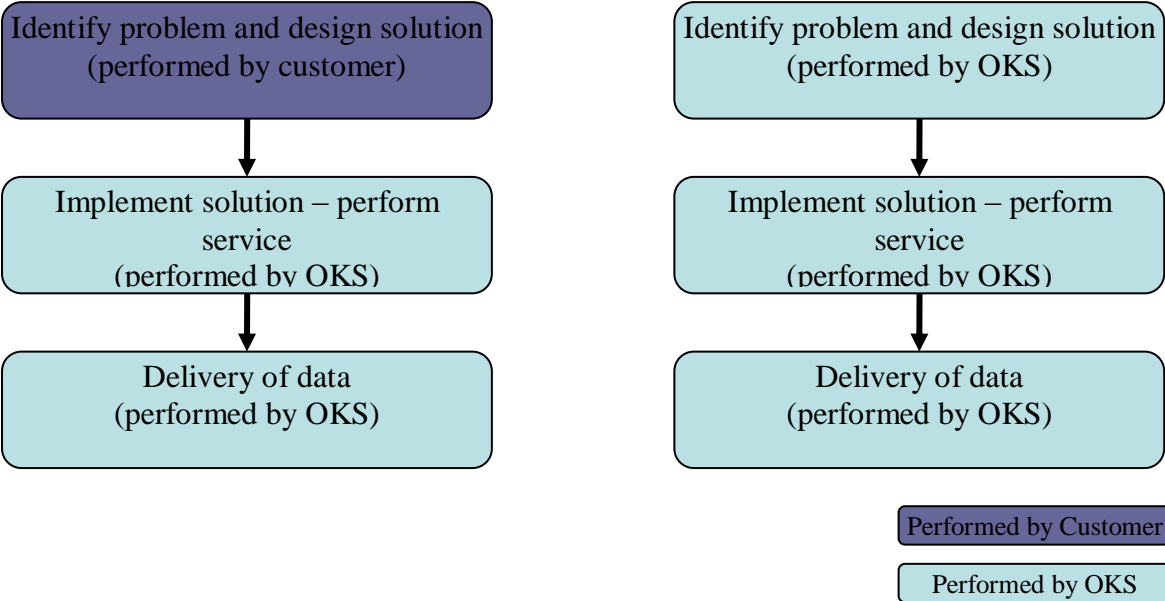 Identify problem and design solution
(performed by customer)
Implement solution – perform
service
(performed by OKS)
Delivery of data
(performed by OKS)
Identify problem and design solution
(performed by OKS)
Implement solution – perform
service
(performed by OKS)
Delivery of data
(performed by OKS)
Performed by Customer
Performed by OKS